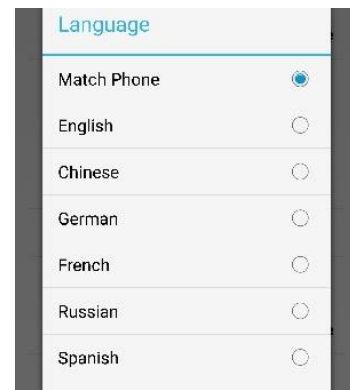 Language
Match Phone
English
Chinese
German
French
Russian
Spanish